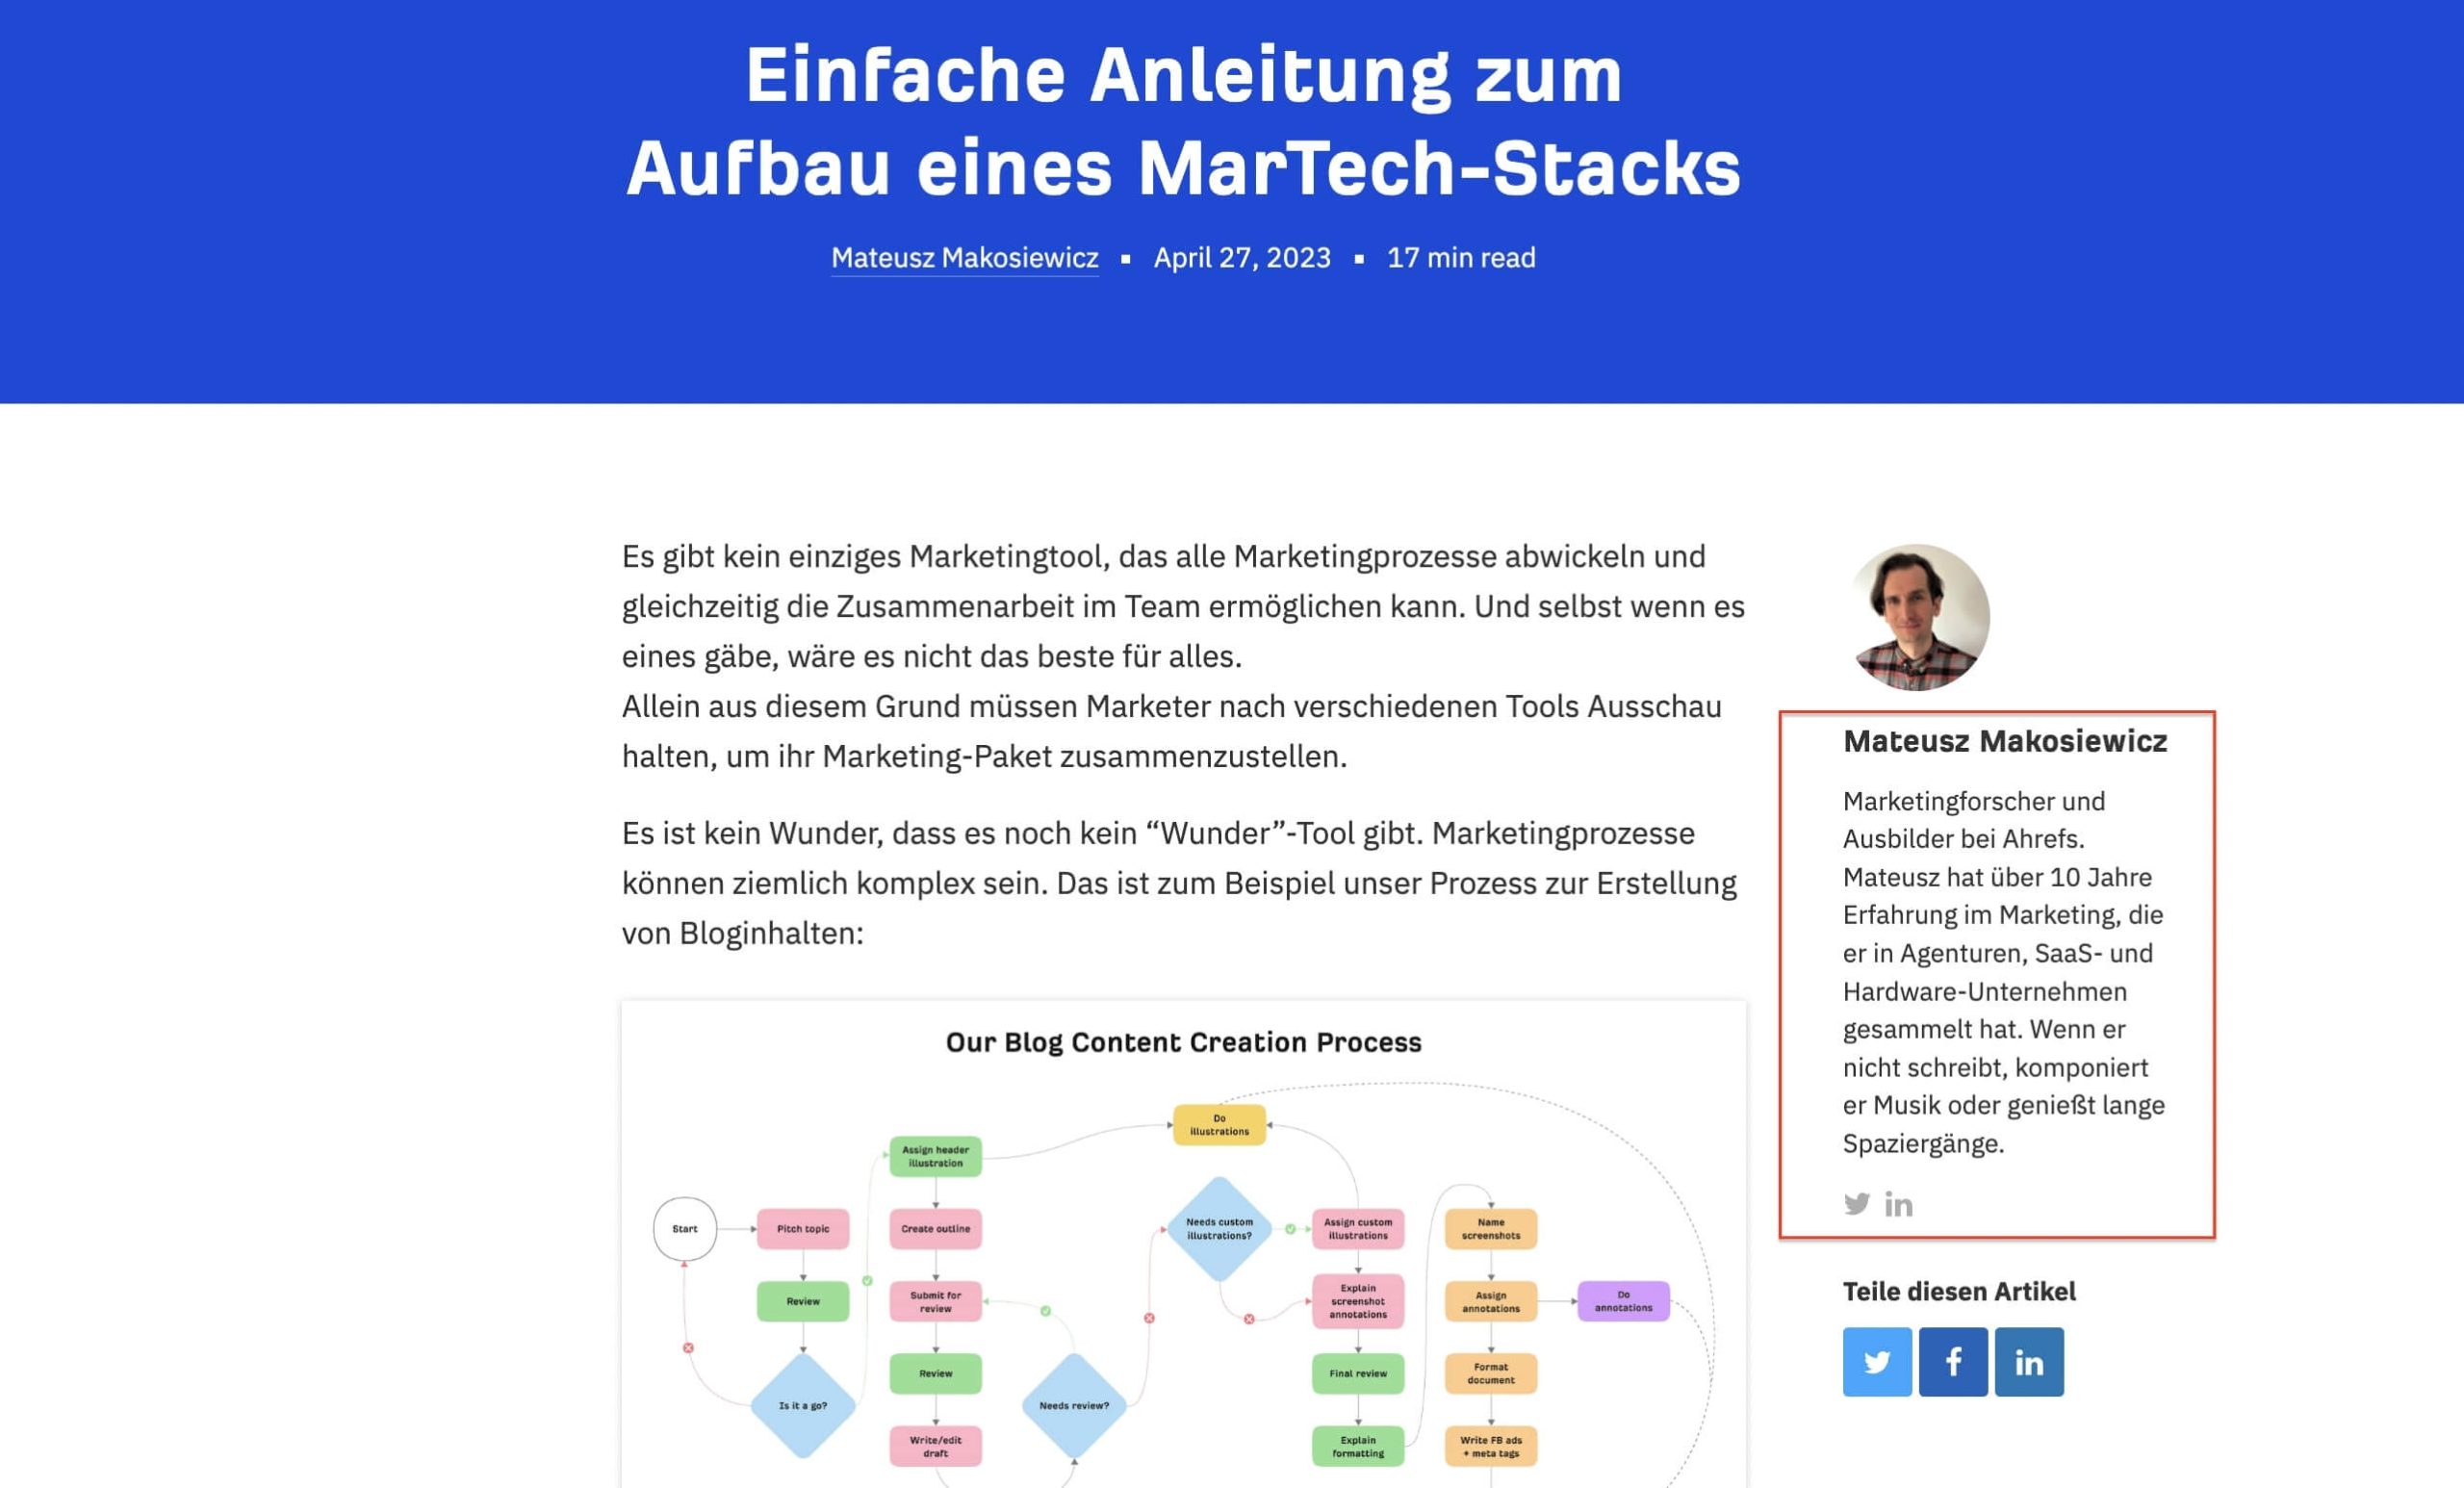 Einfache Anleitung zum
Aufbau eines MarTech-Stacks
Mateusz Makosiewicz ▪ April 27, 2023 ▪ 17 min read
Es gibt kein einziges Marketingtool, das alle Marketingprozesse abwickeln und
gleichzeitig die Zusammenarbeit im Team ermöglichen kann. Und selbst wenn es
eines gäbe, wäre es nicht das beste für alles.
Allein aus diesem Grund müssen Marketer nach verschiedenen Tools Ausschau
halten, um ihr Marketing-Paket zusammenzustellen.
Es ist kein Wunder, dass es noch kein “Wunder”-Tool gibt. Marketingprozesse
können ziemlich komplex sein. Das ist zum Beispiel unser Prozess zur Erstellung
von Bloginhalten:
Our Blog Content Creation Process
Start
Pitch topic
Review
Is it a go?
Assign header
illustration
Create outline
Submit for
review
Review
Write/edit
draft
Needs review?
Do
illustrations
Needs custom
illustrations?
Assign custom
illustrations
Explain
screenshot
annotations
Final review
Explain
formatting
Name
screenshots
Assign
annotations
Format
document
Write FB ads
+ meta tags
Do
annotations
Mateusz Makosiewicz
Marketingforscher und
Ausbilder bei Ahrefs.
Mateusz hat über 10 Jahre
Erfahrung im Marketing, die
er in Agenturen, SaaS- und
Hardware-Unternehmen
gesammelt hat. Wenn er
nicht schreibt, komponiert
er Musik oder genießt lange
Spaziergänge.
in
Teile diesen Artikel
f
in